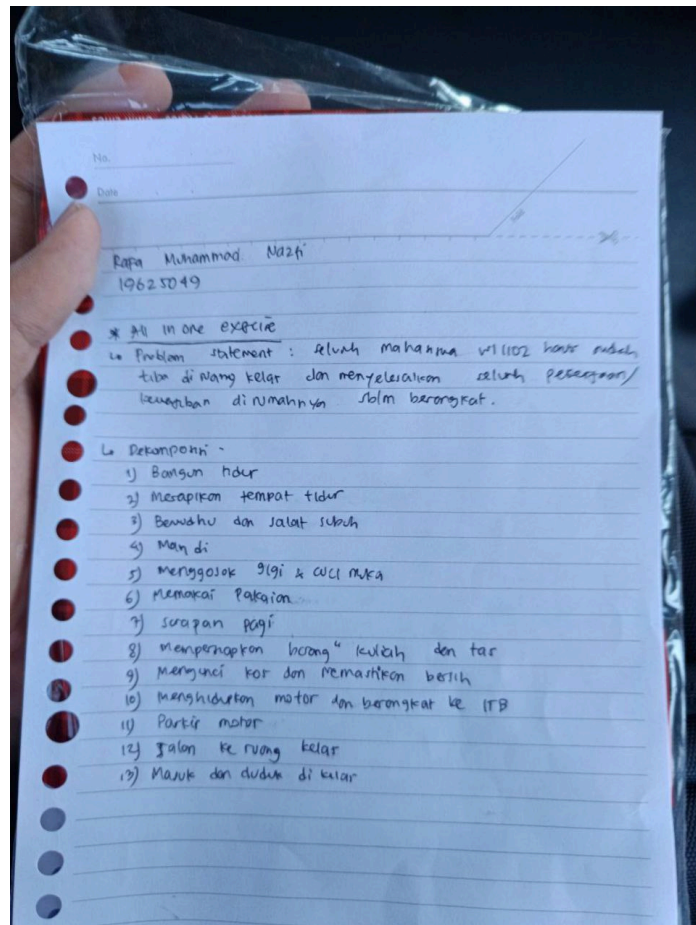 No.
Date
Rafa Muhammad Nazfi
19625049
* All in one exercise
↳ Problem statement : seluruh mahasiswa WI1102 harus sudah
tiba di ruang kelas dan menyelesaikan seluruh pekerjaan/
kewajiban di rumahnya sblm berangkat.
↳ Dekomposisi -
1) Bangun tidur
2) Merapikan tempat tidur
3) Berwudhu dan salat subuh
4) Mandi
5) Menggosok gigi & cuci muka
6) Memakai Pakaian
7) Sarapan pagi
8) Mempersiapkan barang" kuliah dan tas
9) Mengunci kos dan memastikan bersih
10) Menghidupkan motor dan berangkat ke ITB
11) Parkir motor
12) Jalan ke ruang kelas
13) Masuk dan duduk di kelas